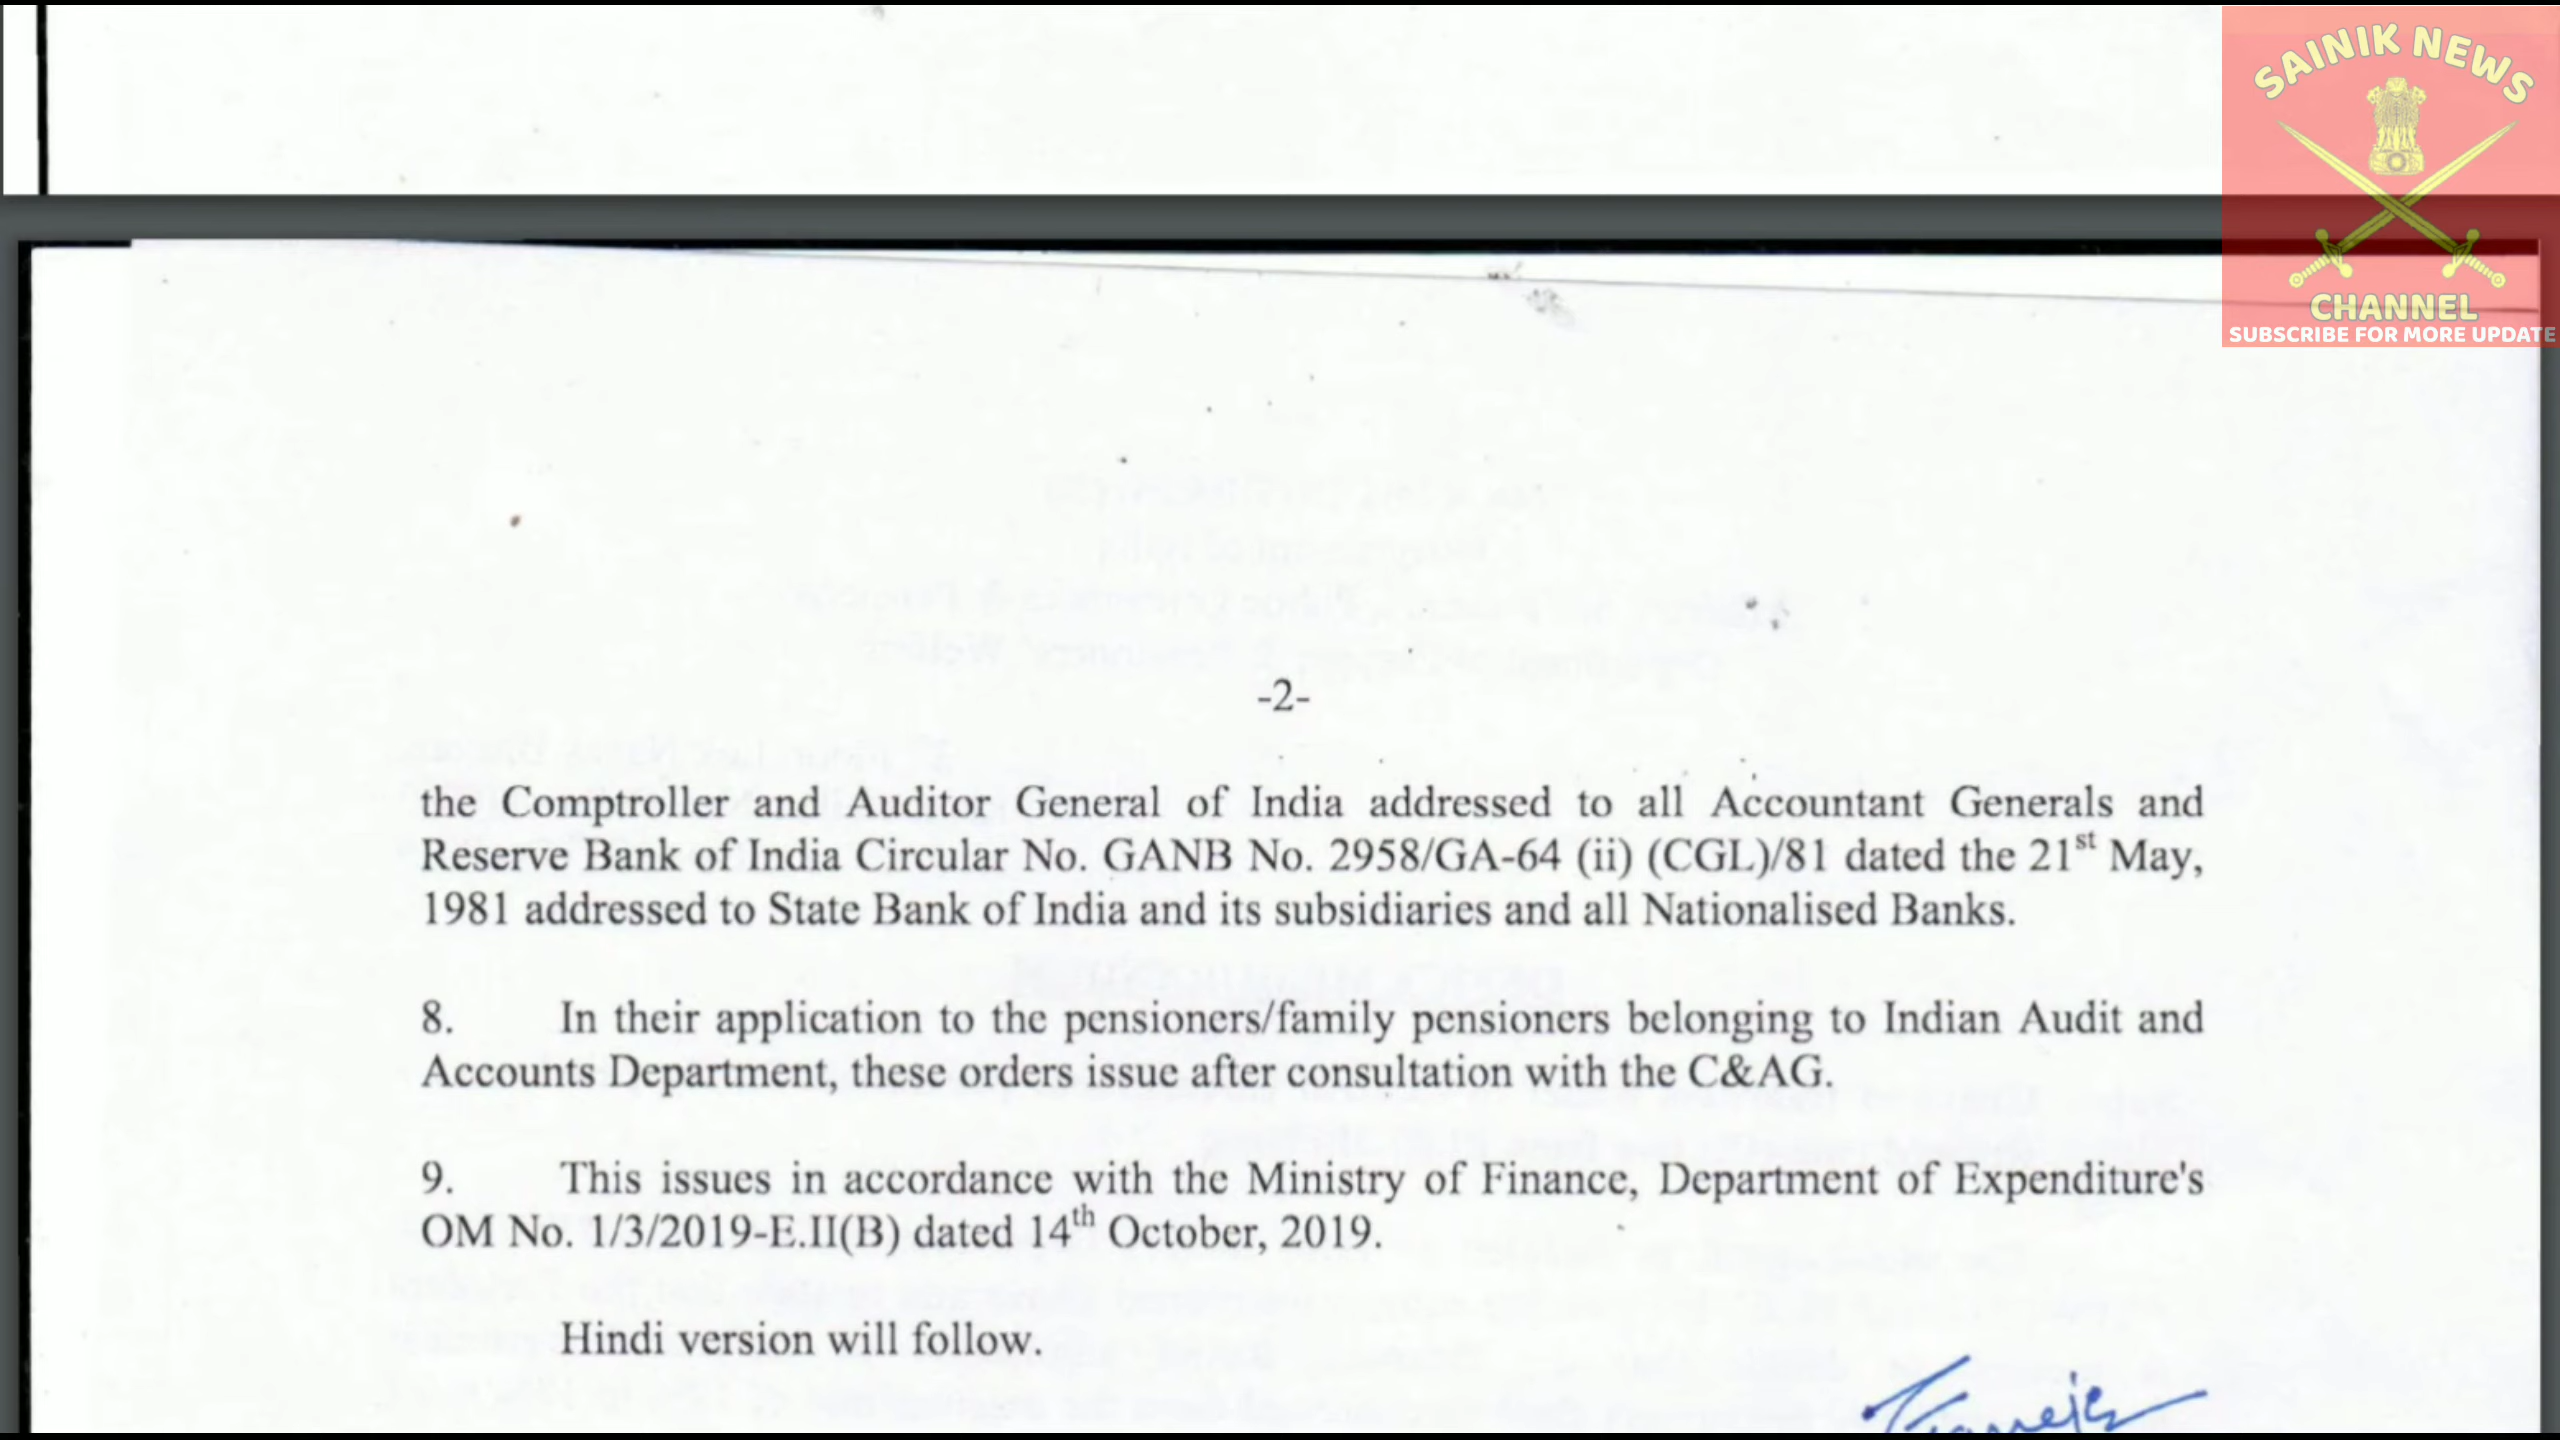 SAINIK NEWS
CHANNEL
SUBSCRIBE FOR MORE UPDATE
-2-
the Comptroller and Auditor General of India addressed to all Accountant Generals and
Reserve Bank of India Circular No. GANB No. 2958/GA-64 (ii) (CGL)/81 dated the 21st May,
1981 addressed to State Bank of India and its subsidiaries and all Nationalised Banks.
8. In their application to the pensioners/family pensioners belonging to Indian Audit and
Accounts Department, these orders issue after consultation with the C&AG.
9. This issues in accordance with the Ministry of Finance, Department of Expenditure's
OM No. 1/3/2019-E.II(B) dated 14th October, 2019.
Hindi version will follow.